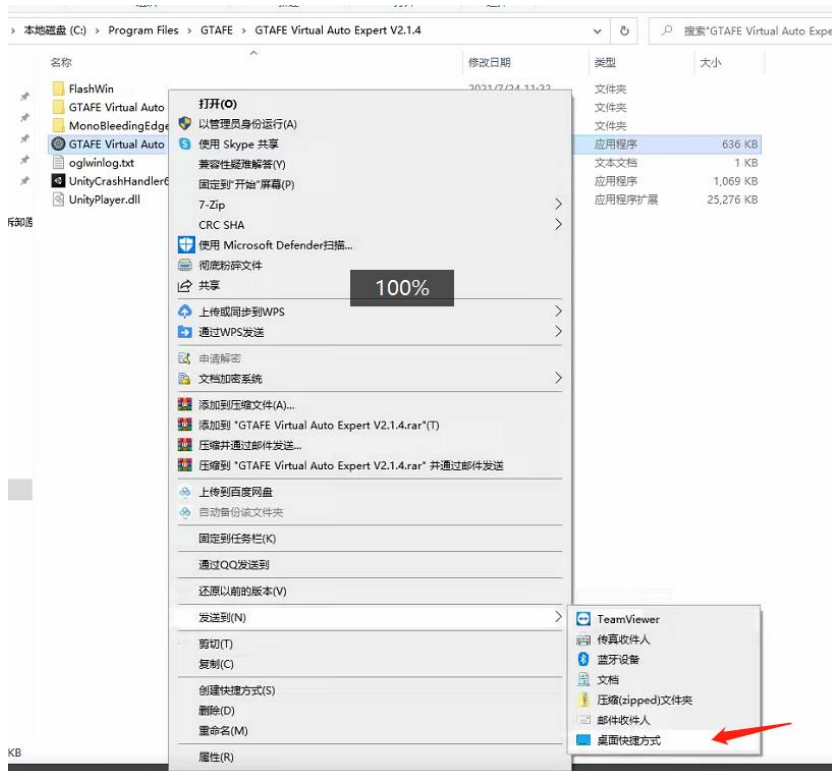 本地磁盘 (C:) › Program Files › GTAFE › GTAFE Virtual Auto Expert V2.1.4
搜索"GTAFE Virtual Auto Expe
名称 修改日期 类型 大小
FlashWin 2021/7/24 11:22 文件夹
GTAFE Virtual Auto 文件夹
MonoBleedingEdge 文件夹
GTAFE Virtual Auto 应用程序 636 KB
oglwinlog.txt 文本文档 1 KB
UnityCrashHandler6 应用程序 1,069 KB
UnityPlayer.dll 应用程序扩展 25,276 KB
打开(O)
以管理员身份运行(A)
使用 Skype 共享
兼容性疑难解答(Y)
固定到"开始"屏幕(P)
7-Zip
CRC SHA
使用 Microsoft Defender扫描...
彻底粉碎文件
共享
100%
上传或同步到WPS
通过WPS发送
申请解密
文档加密系统
添加到压缩文件(A)...
添加到 "GTAFE Virtual Auto Expert V2.1.4.rar"(T)
压缩并通过邮件发送...
压缩到 "GTAFE Virtual Auto Expert V2.1.4.rar" 并通过邮件发送
上传到百度网盘
自动备份该文件夹
固定到任务栏(K)
通过QQ发送到
还原以前的版本(V)
发送到(N)
剪切(T)
复制(C)
创建快捷方式(S)
删除(D)
重命名(M)
属性(R)
TeamViewer
传真收件人
蓝牙设备
文档
压缩(zipped)文件夹
邮件收件人
桌面快捷方式
KB